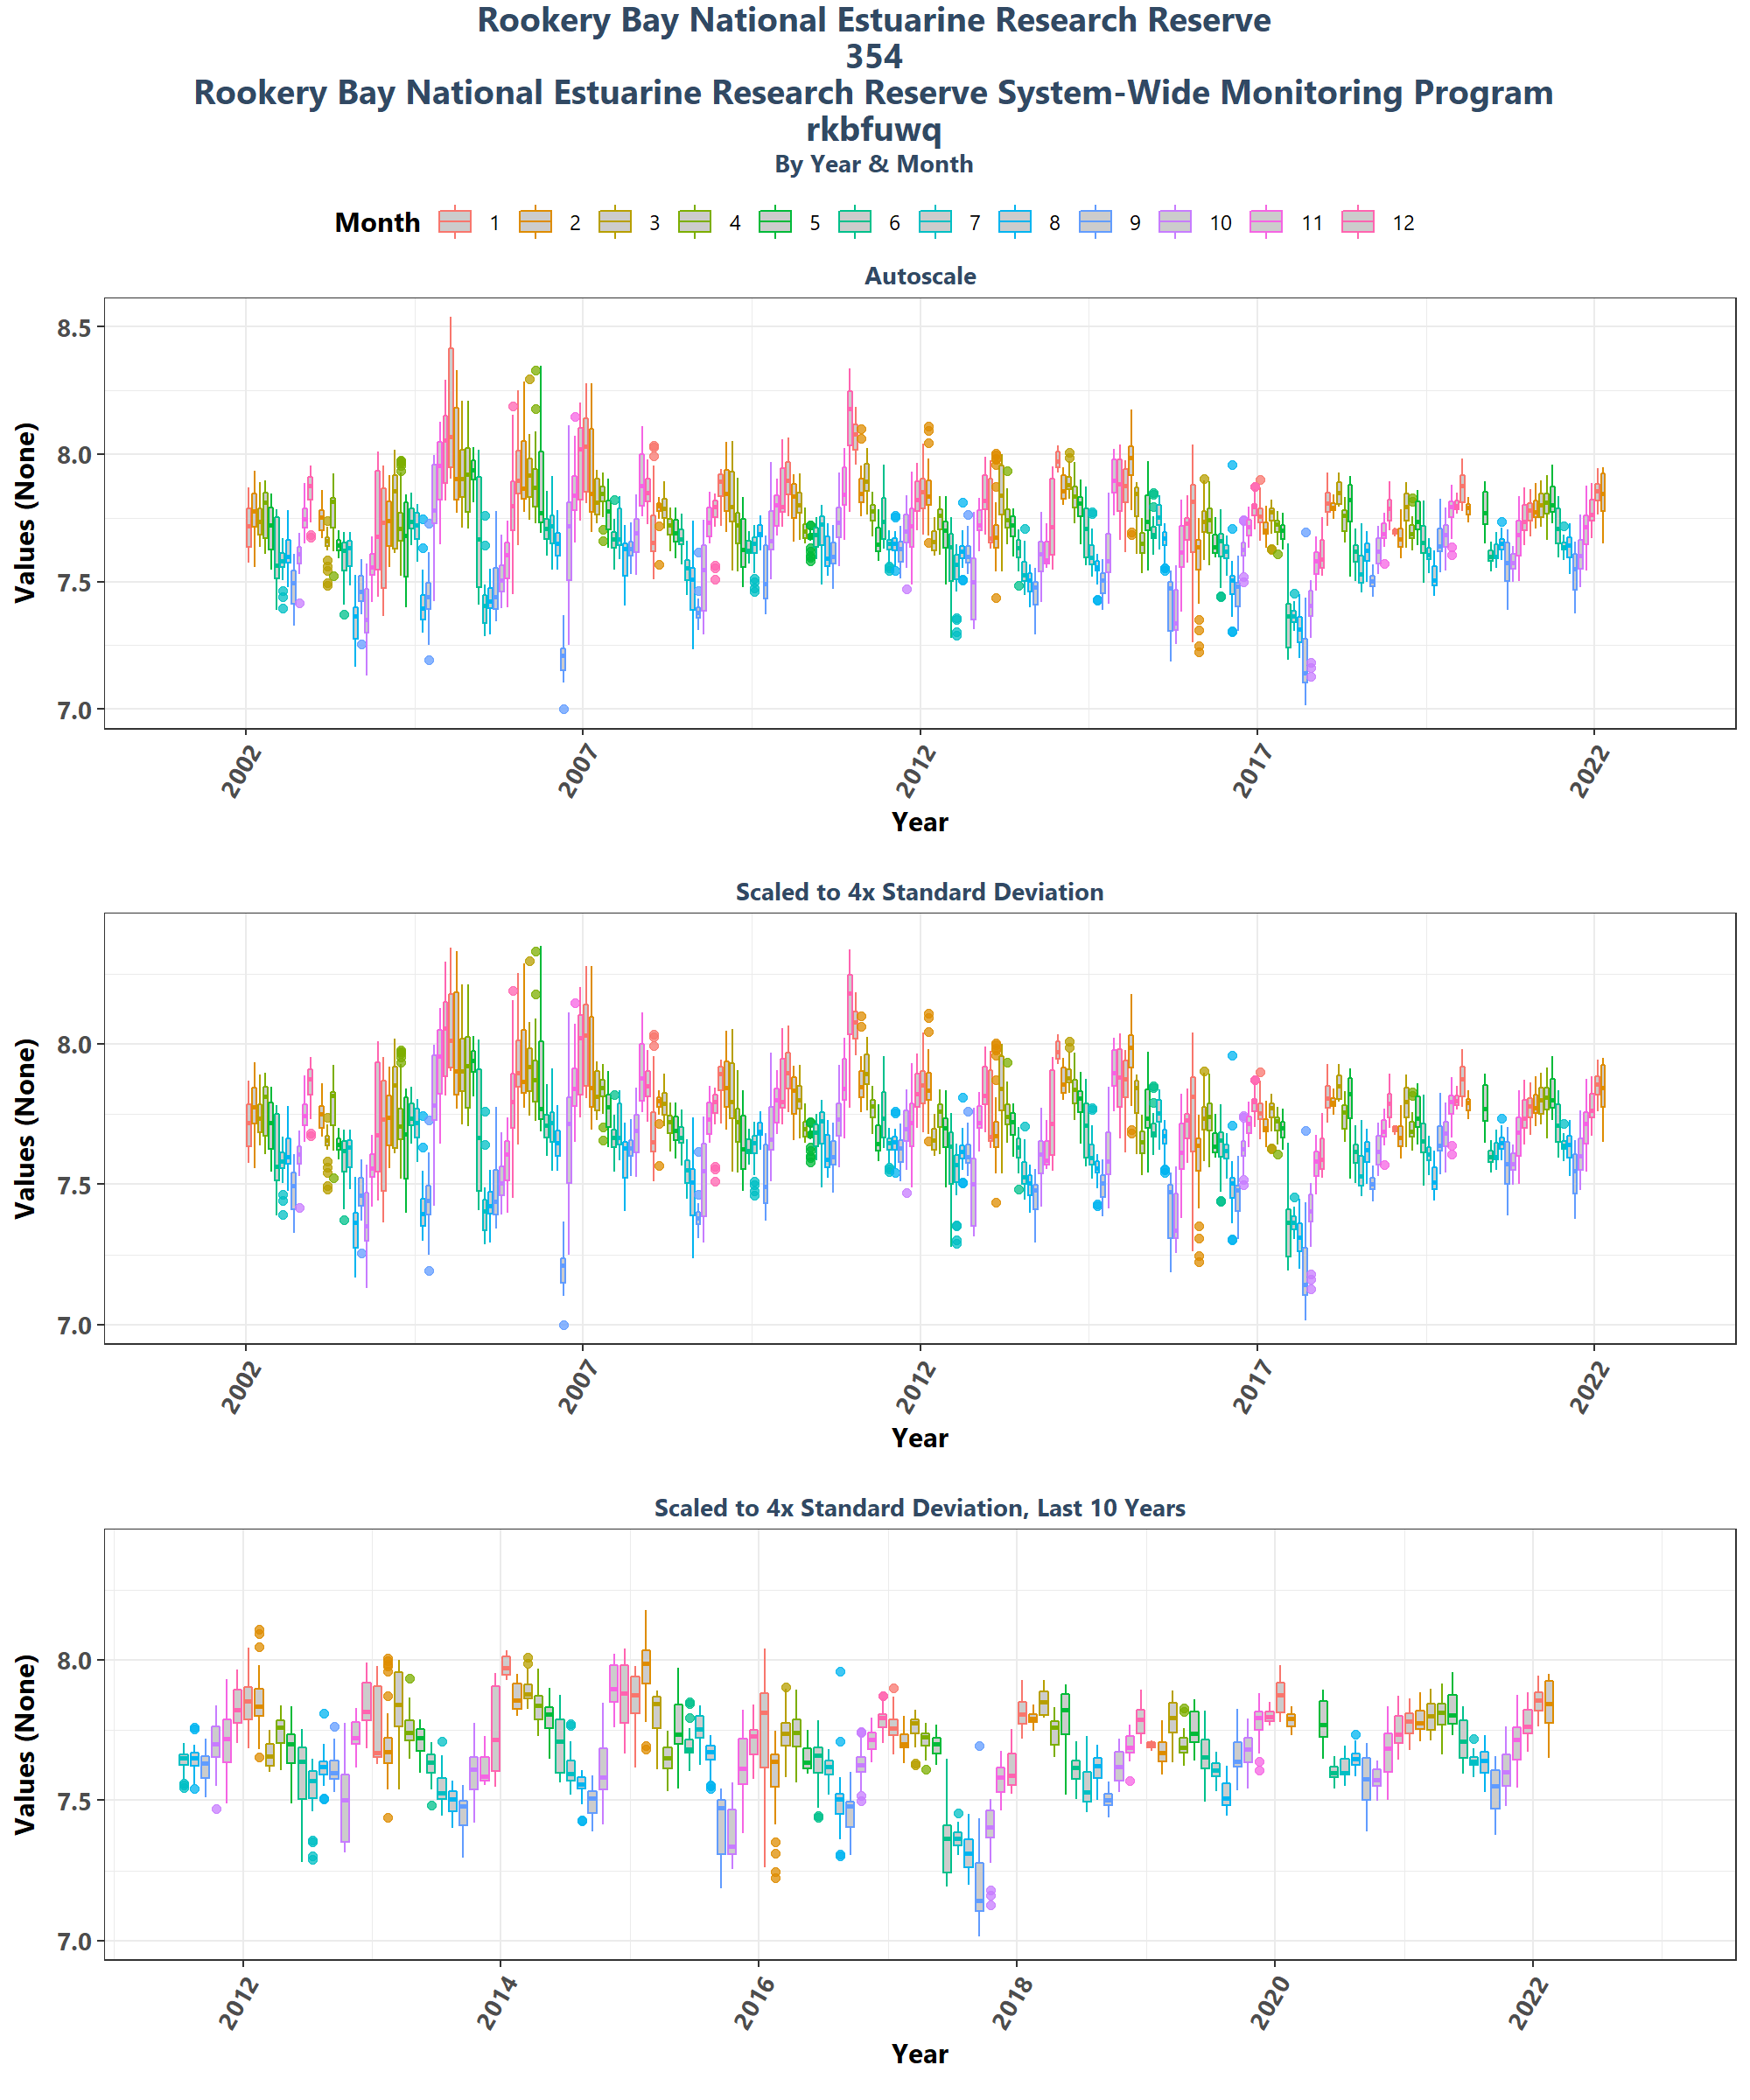 Rookery Bay National Estuarine Research Reserve
354
Rookery Bay National Estuarine Research Reserve System-Wide Monitoring Program
rkbfuwq
By Year & Month
Month 1 2 3 4 5 6 7 8 9 10 11 12
Autoscale
8.5
8.0
7.5
7.0
Values (None)
2002 2007 2012 2017 2022
Year
Scaled to 4x Standard Deviation
8.0
7.5
7.0
Values (None)
2002 2007 2012 2017 2022
Year
Scaled to 4x Standard Deviation, Last 10 Years
8.0
7.5
7.0
Values (None)
2012 2014 2016 2018 2020 2022
Year